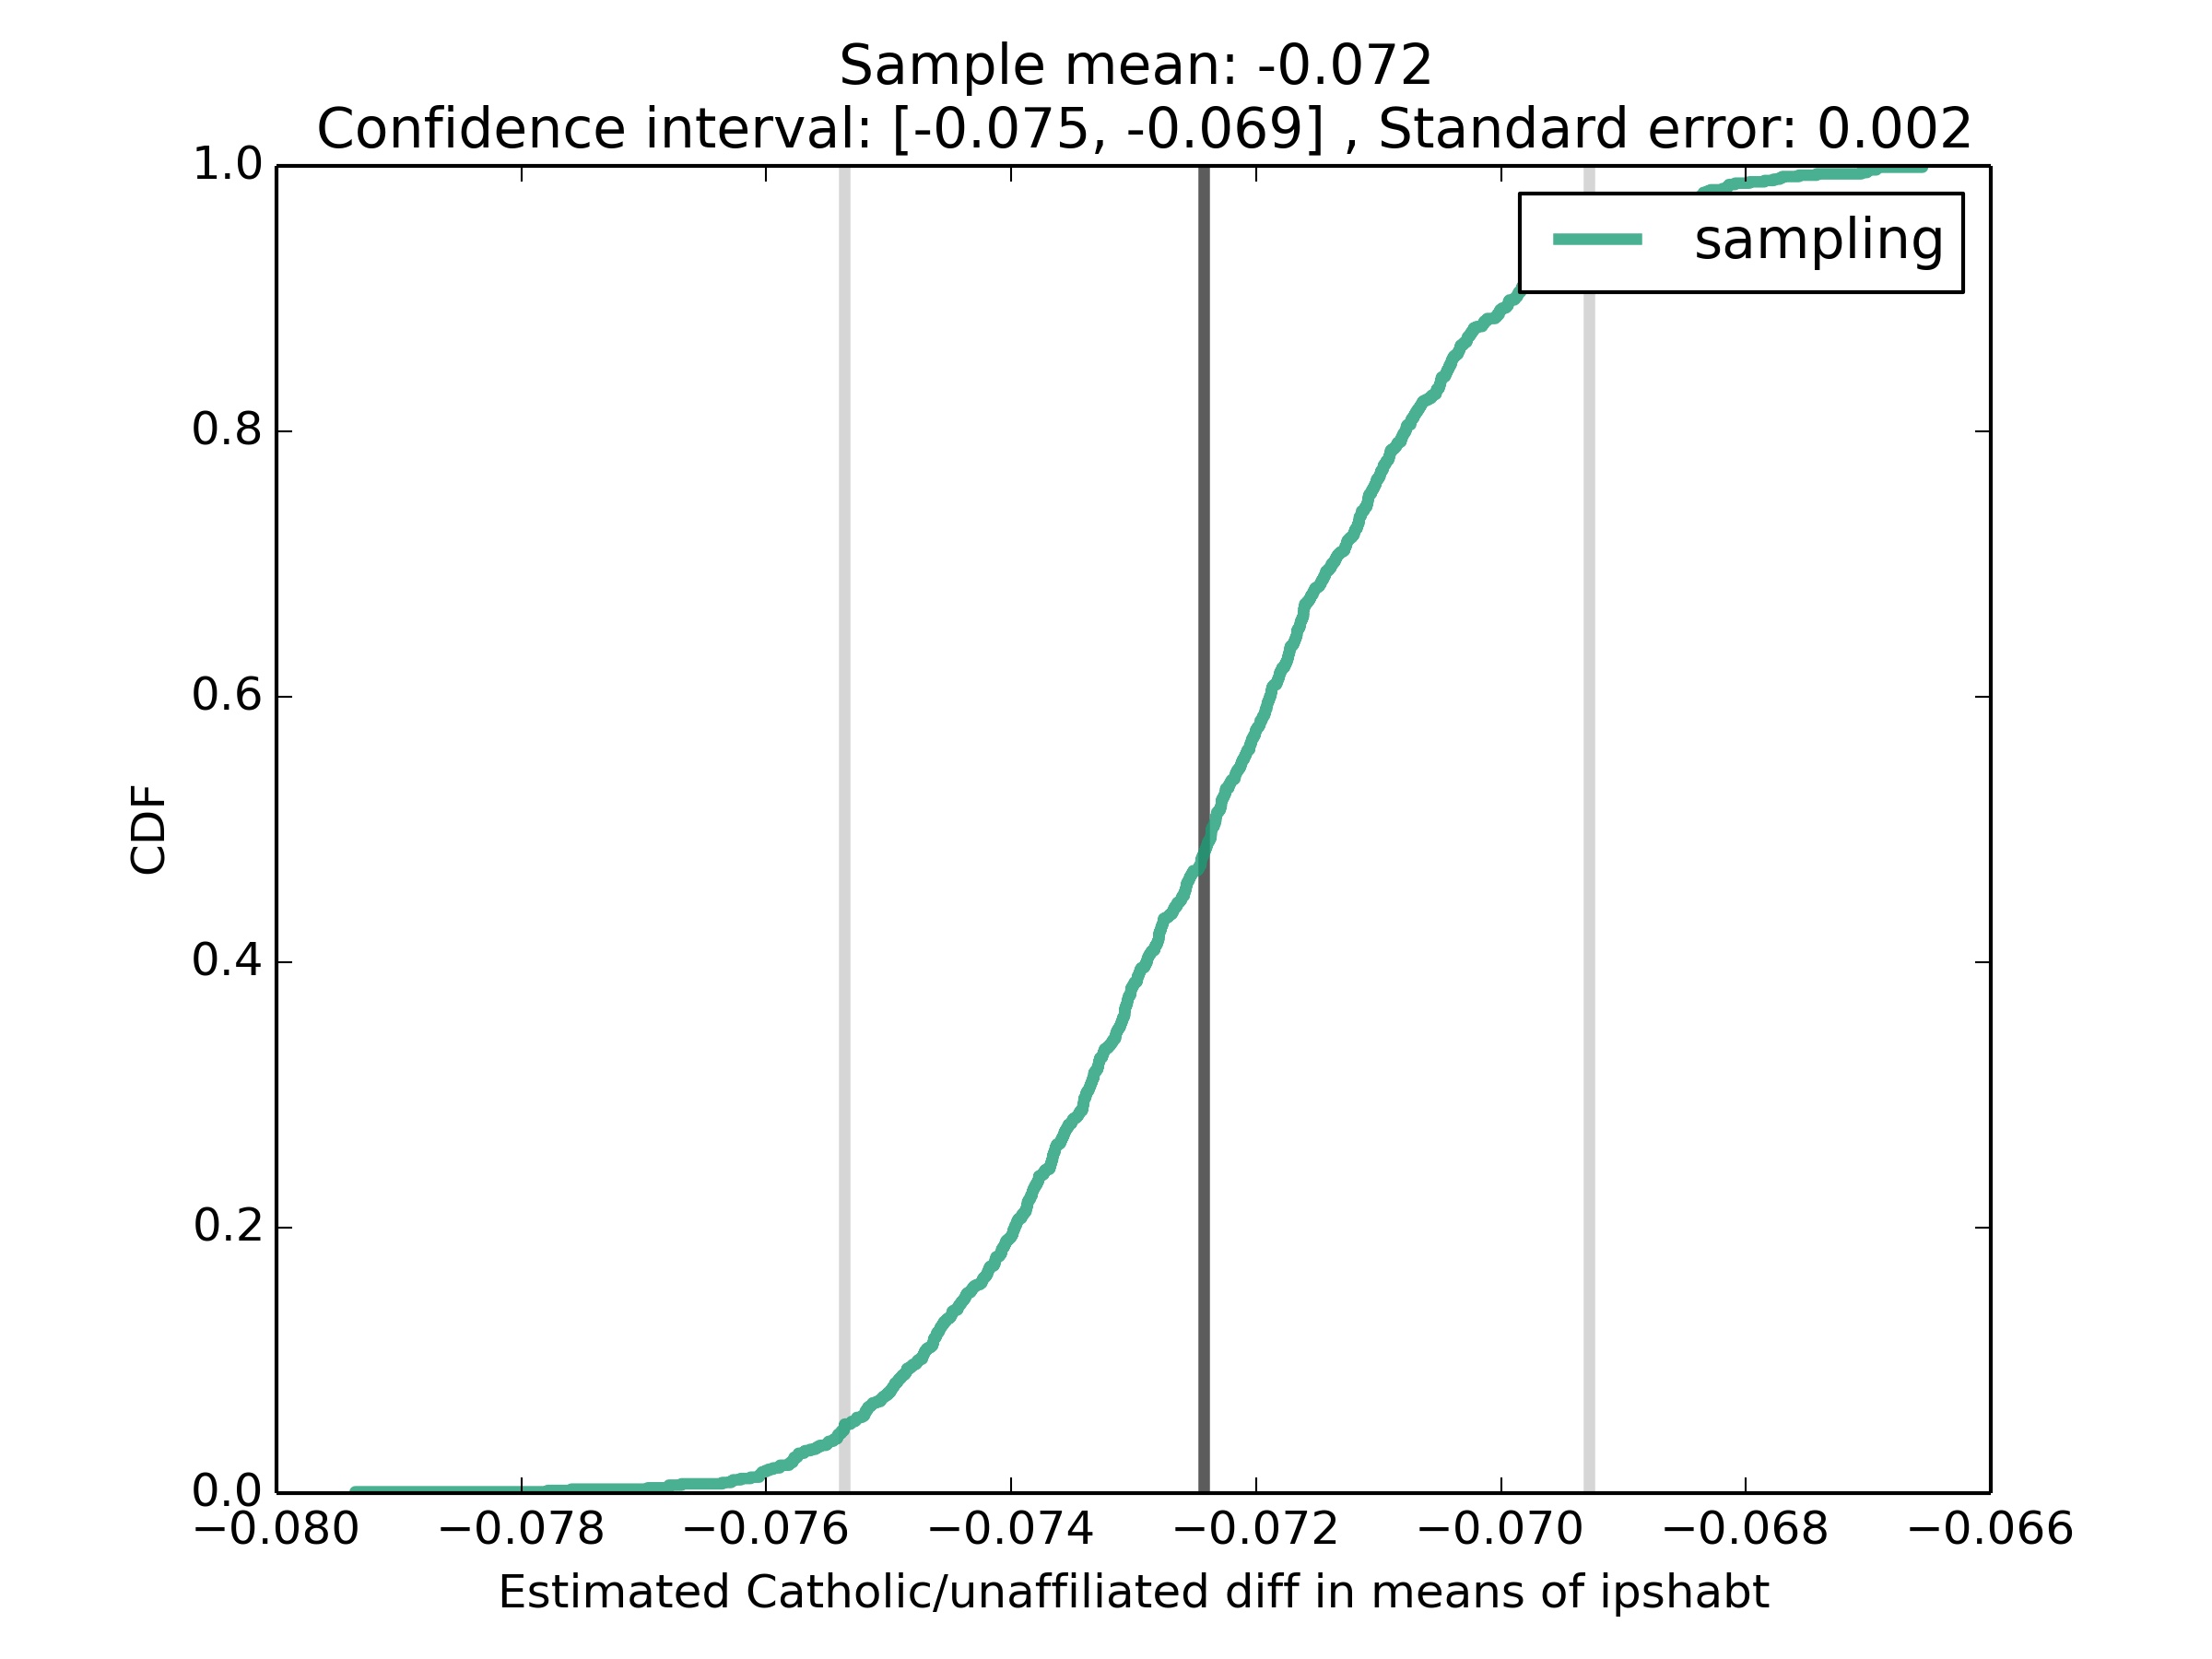 Sample mean: -0.072
Confidence interval: [-0.075, -0.069] , Standard error: 0.002
sampling
1.0
0.8
0.6
0.4
0.2
0.0
CDF
−0.080 −0.078 −0.076 −0.074 −0.072 −0.070 −0.068 −0.066
Estimated Catholic/unaffiliated diff in means of ipshabt